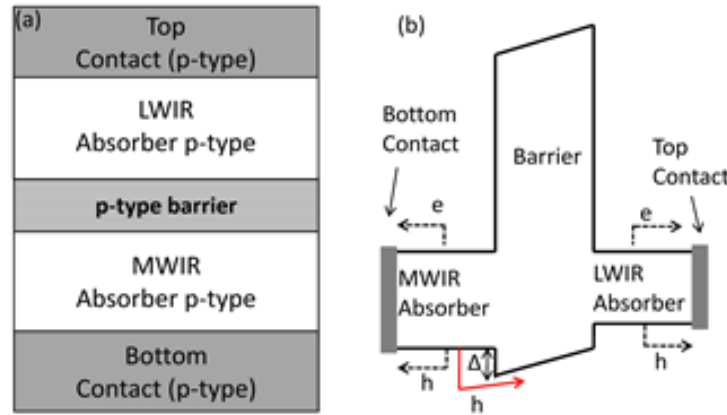 (a)
Top
Contact (p-type)
LWIR
Absorber p-type
p-type barrier
MWIR
Absorber p-type
Bottom
Contact (p-type)
(b)
Bottom
Contact
Barrier
Top
Contact
e
e
MWIR
Absorber
LWIR
Absorber
Δ
h
h
h